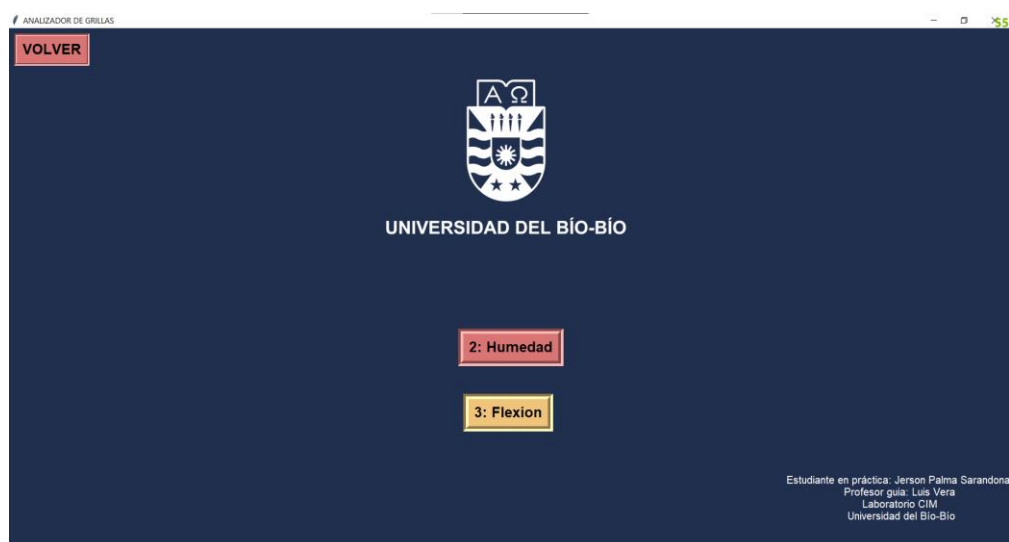 ANALIZADOR DE GRILLAS
55
VOLVER
Α Ω
UNIVERSIDAD DEL BÍO-BÍO
2: Humedad
3: Flexion
Estudiante en práctica: Jerson Palma Sarandona
Profesor guia: Luis Vera
Laboratorio CIM
Universidad del Bío-Bío